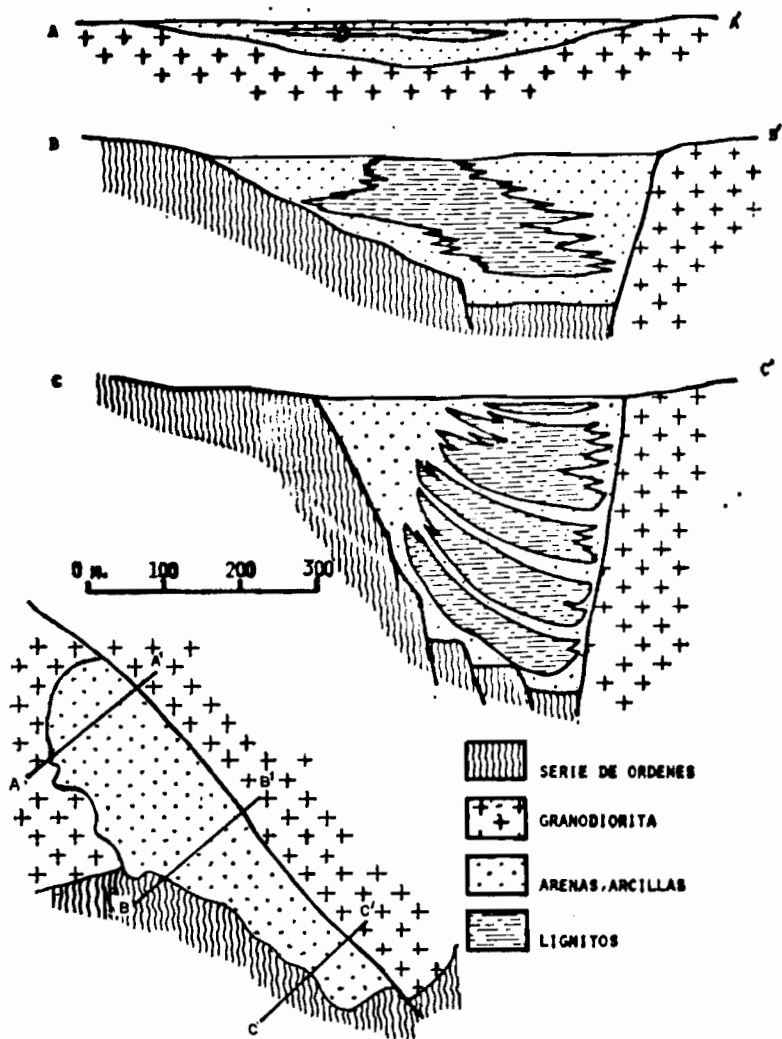 A A'
B B'
C C'
0 m. 100 200 300
A'
A
B'
B
C'
C
SERIE DE ORDENES
GRANODIORITA
ARENAS, ARCILLAS
LIGNITOS